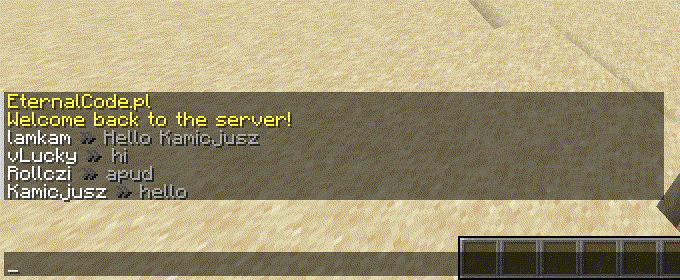 EternalCode.pl
Welcome back to the server!
lamkam » Hello Kamicjusz
vLucky » hi
Rollczi » apud
Kamicjusz » hello
_